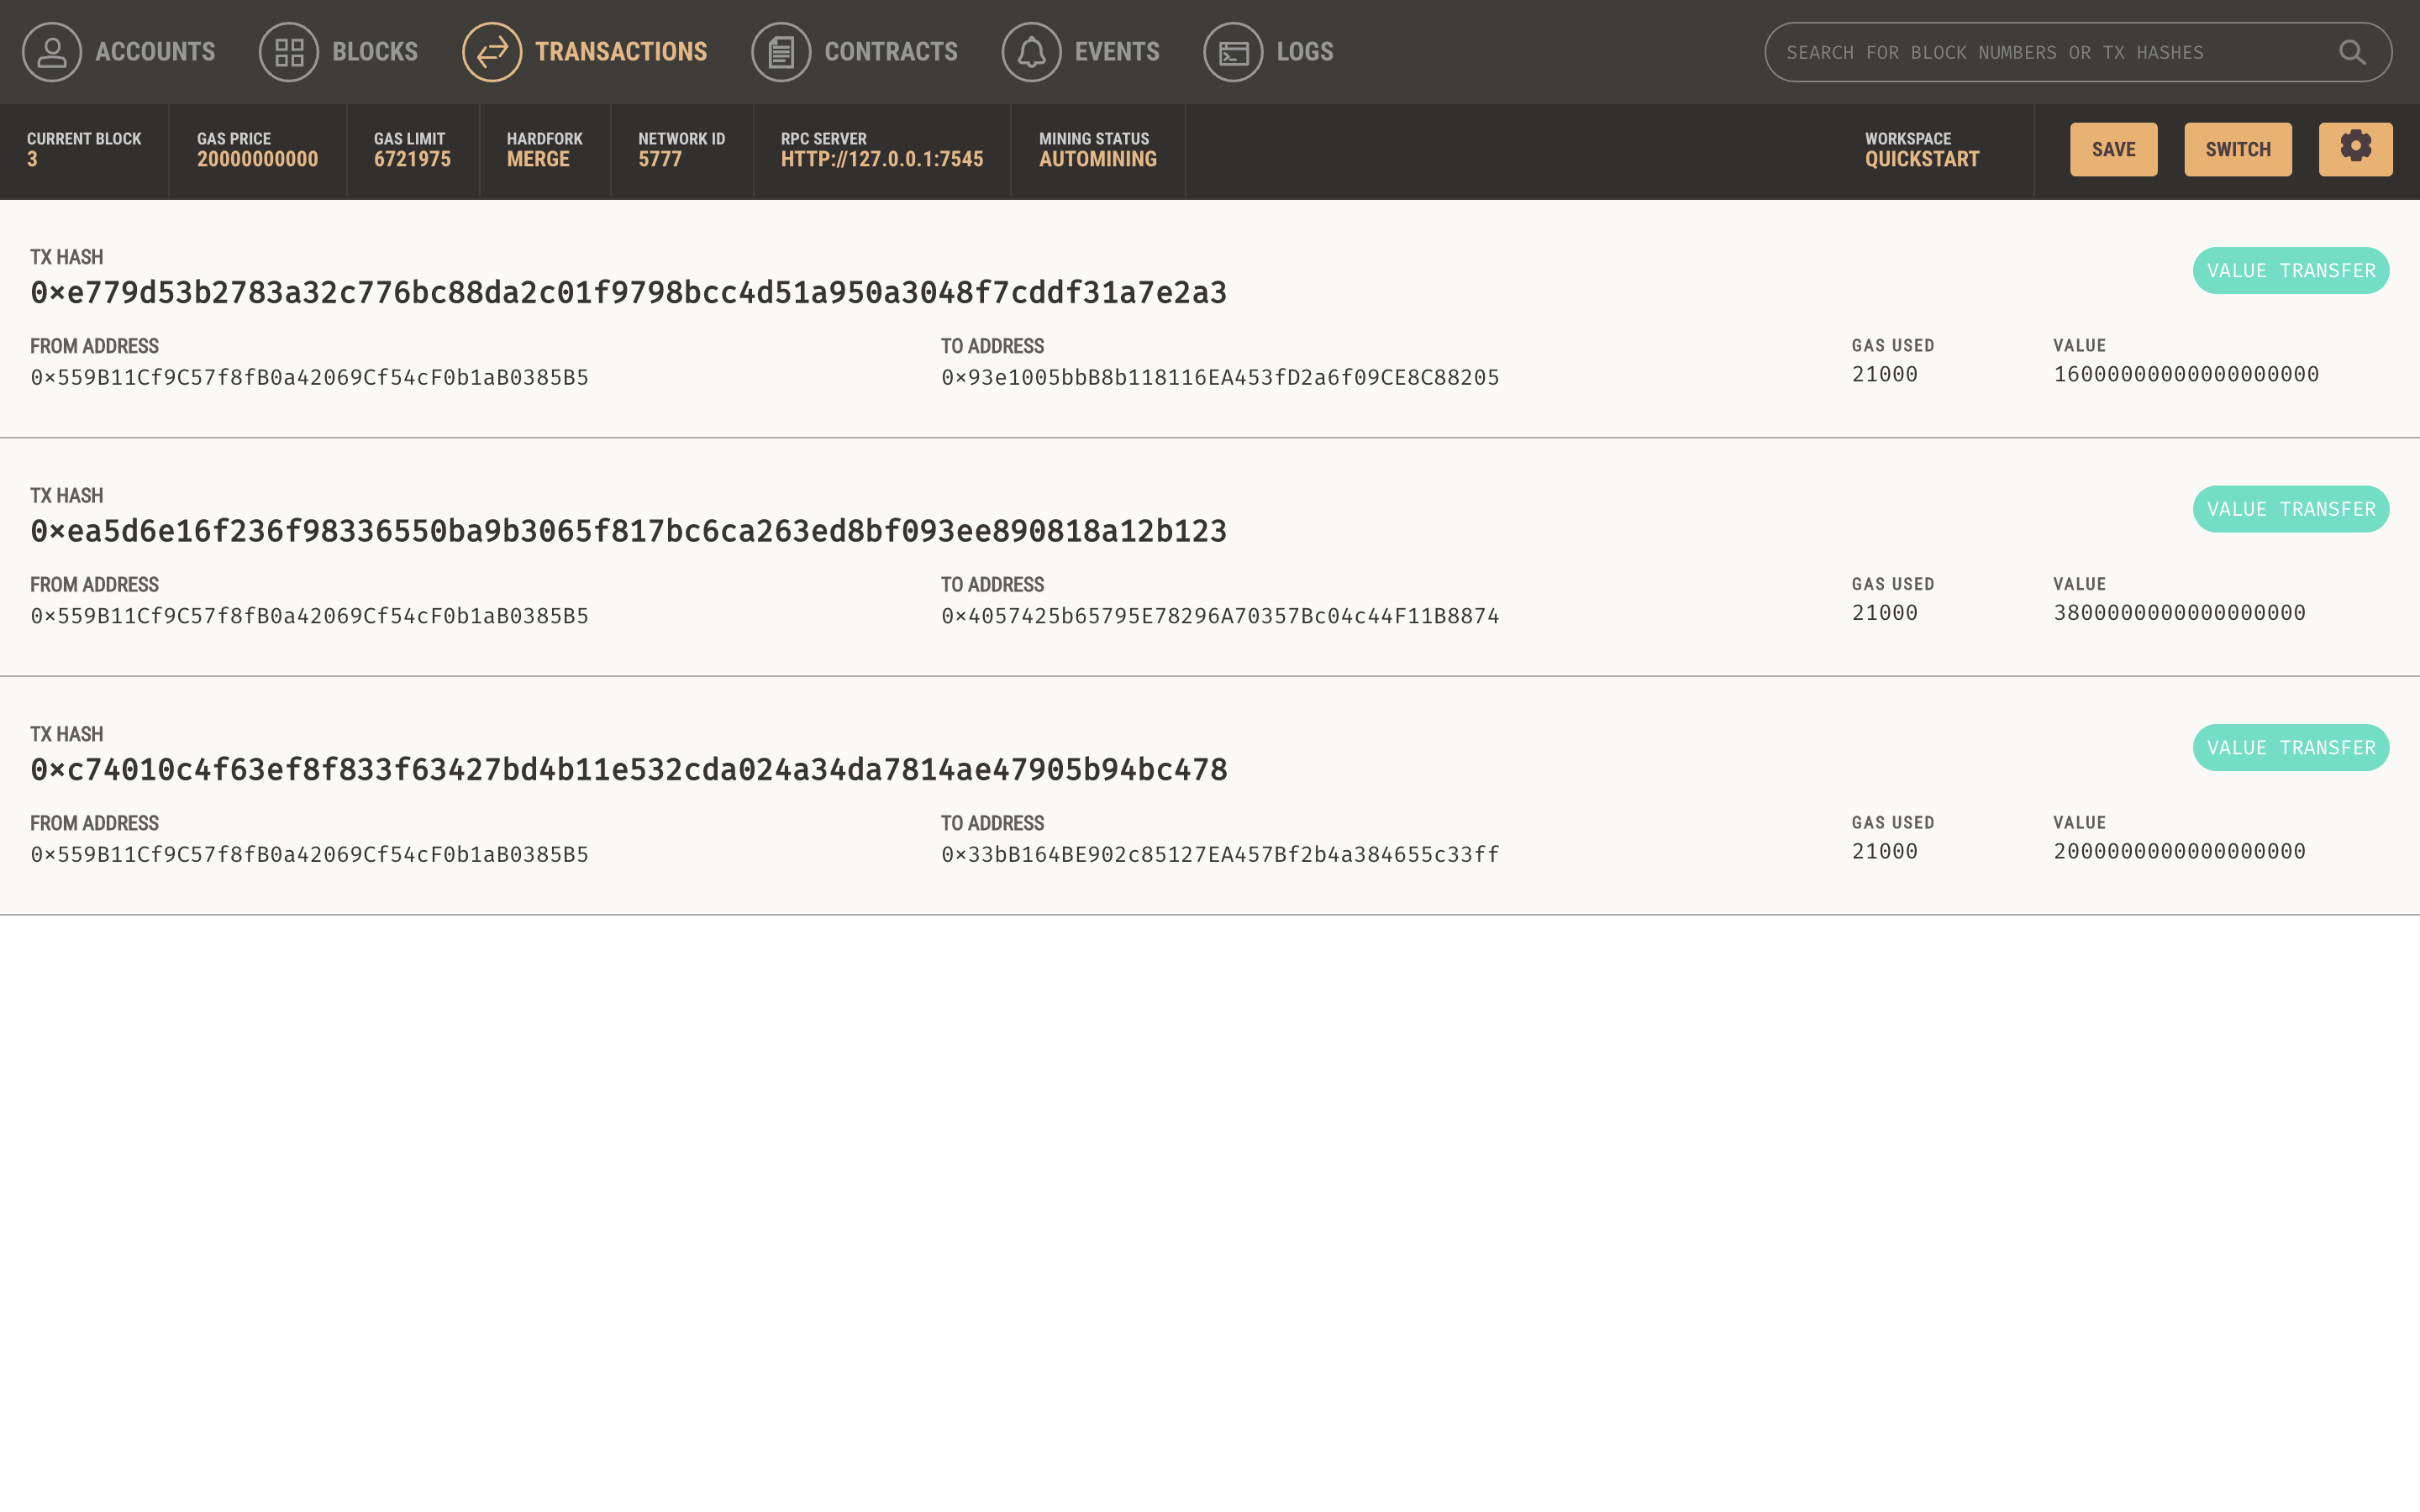 ACCOUNTS BLOCKS TRANSACTIONS CONTRACTS EVENTS LOGS SEARCH FOR BLOCK NUMBERS OR TX HASHES
CURRENT BLOCK GAS PRICE GAS LIMIT HARDFORK NETWORK ID RPC SERVER MINING STATUS WORKSPACE
3 20000000000 6721975 MERGE 5777 HTTP://127.0.0.1:7545 AUTOMINING QUICKSTART SAVE SWITCH
TX HASH
0×e779d53b2783a32c776bc88da2c01f9798bcc4d51a950a3048f7cddf31a7e2a3 VALUE TRANSFER
FROM ADDRESS TO ADDRESS GAS USED VALUE
0×559B11Cf9C57f8fB0a42069Cf54cF0b1aB0385B5 0×93e1005bbB8b118116EA453fD2a6f09CE8C88205 21000 16000000000000000000
TX HASH
0×ea5d6e16f236f98336550ba9b3065f817bc6ca263ed8bf093ee890818a12b123 VALUE TRANSFER
FROM ADDRESS TO ADDRESS GAS USED VALUE
0×559B11Cf9C57f8fB0a42069Cf54cF0b1aB0385B5 0×4057425b65795E78296A70357Bc04c44F11B8874 21000 3800000000000000000
TX HASH
0×c74010c4f63ef8f833f63427bd4b11e532cda024a34da7814ae47905b94bc478 VALUE TRANSFER
FROM ADDRESS TO ADDRESS GAS USED VALUE
0×559B11Cf9C57f8fB0a42069Cf54cF0b1aB0385B5 0×33bB164BE902c85127EA457Bf2b4a384655c33ff 21000 2000000000000000000